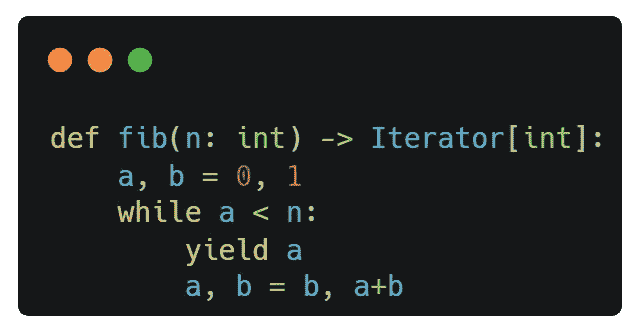 def fib(n: int) -> Iterator[int]:
    a, b = 0, 1
    while a < n:
        yield a
        a, b = b, a+b